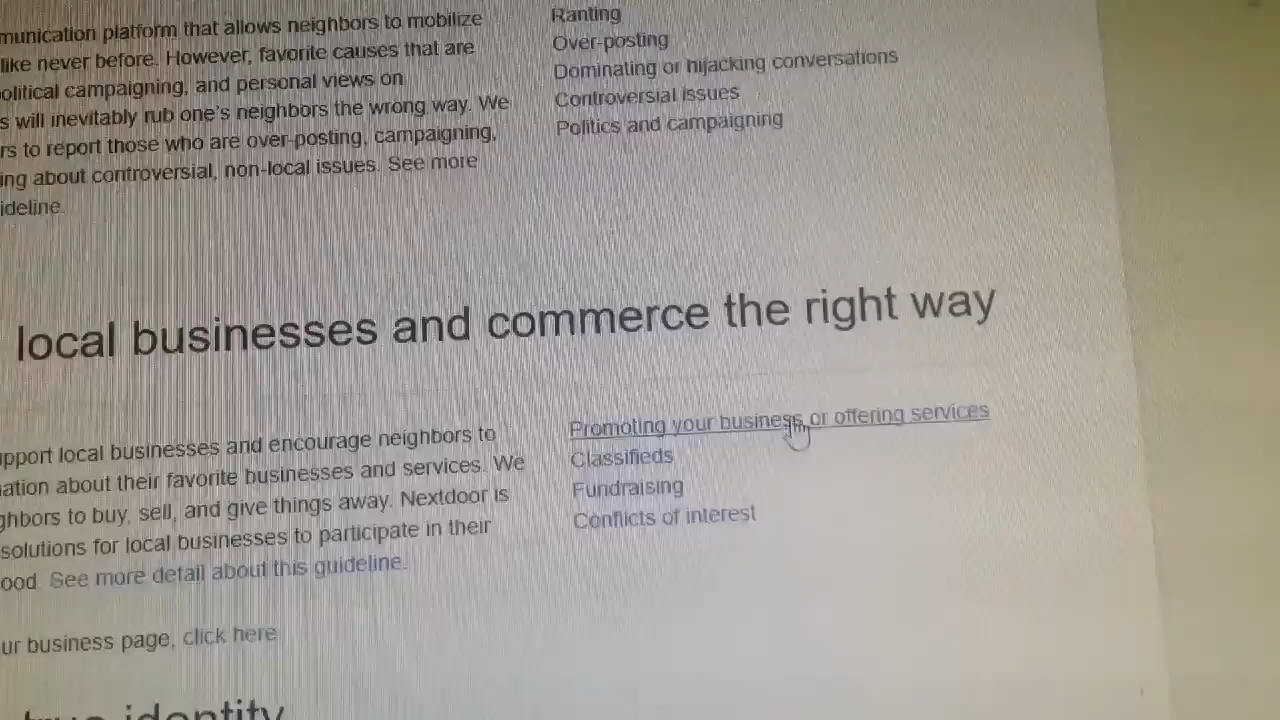 munication platform that allows neighbors to mobilize
like never before. However, favorite causes that are
olitical campaigning, and personal views on
s will inevitably rub one's neighbors the wrong way. We
rs to report those who are over-posting, campaigning,
ing about controversial, non-local issues. See more
ideline.
Ranting
Over-posting
Dominating or hijacking conversations
Controversial issues
Politics and campaigning
local businesses and commerce the right way
upport local businesses and encourage neighbors to
ation about their favorite businesses and services. We
ghbors to buy, sell, and give things away. Nextdoor is
solutions for local businesses to participate in their
ood. See more detail about this guideline.
Promoting your business or offering services
Classifieds
Fundraising
Conflicts of interest
ur business page, click here
identity